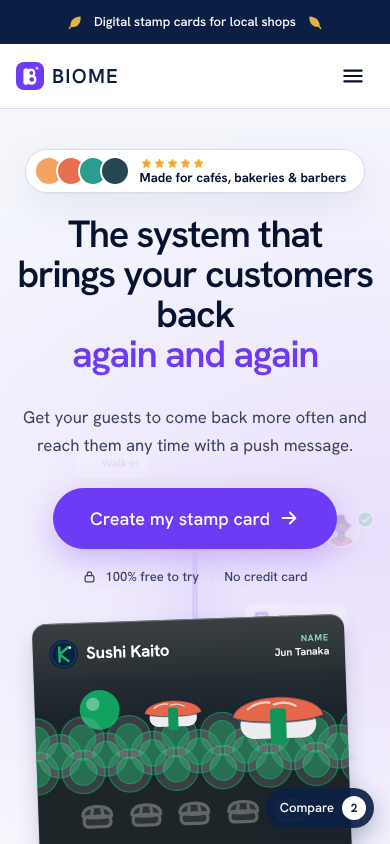 Digital stamp cards for local shops
BIOME
Made for cafés, bakeries & barbers
The system that
brings your customers
back
again and again
Get your guests to come back more often and
reach them any time with a push message.
Walk-in
Create my stamp card →
100% free to try
No credit card
Sushi Kaito
NAME
Jun Tanaka
Compare 2